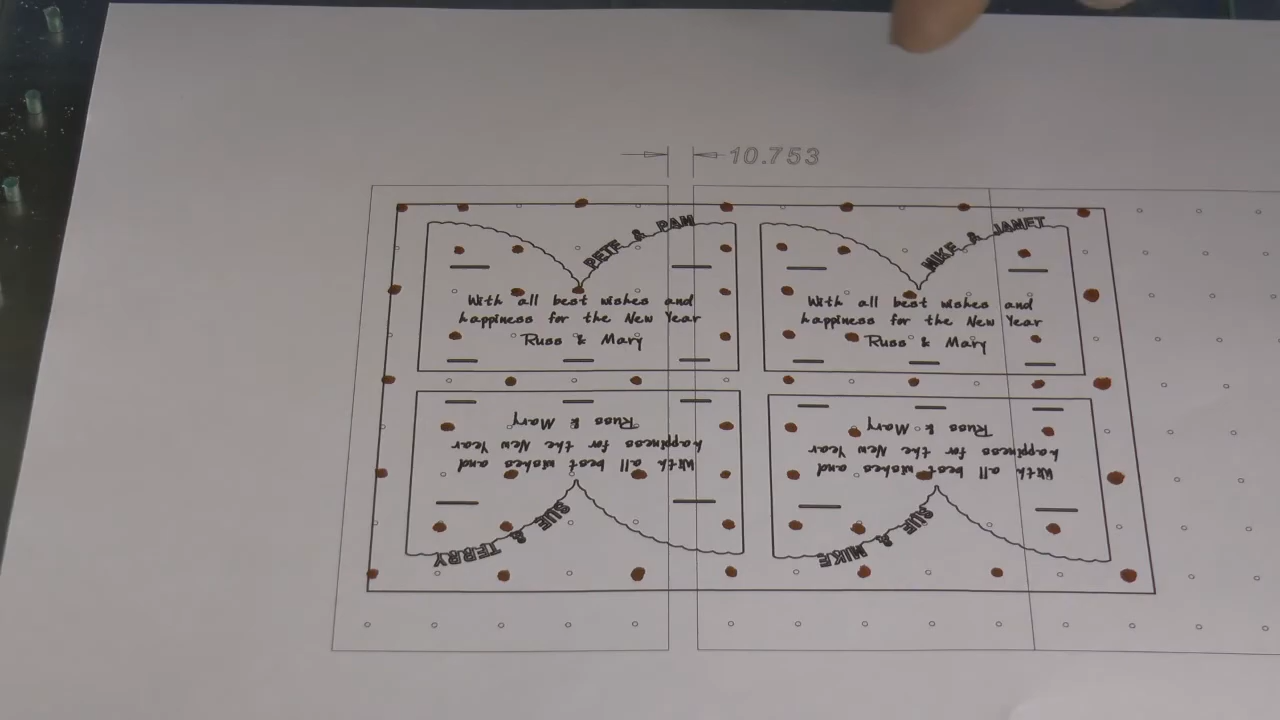 10.753
PETE & PAM
With all best wishes and
happiness for the New Year
Russ & Mary
MIKE & JANET
With all best wishes and
happiness for the New Year
Russ & Mary
TERRY & SUE
With all best wishes and
happiness for the New Year
Russ & Mary
MIKE & SUE
With all best wishes and
happiness for the New Year
Russ & Mary